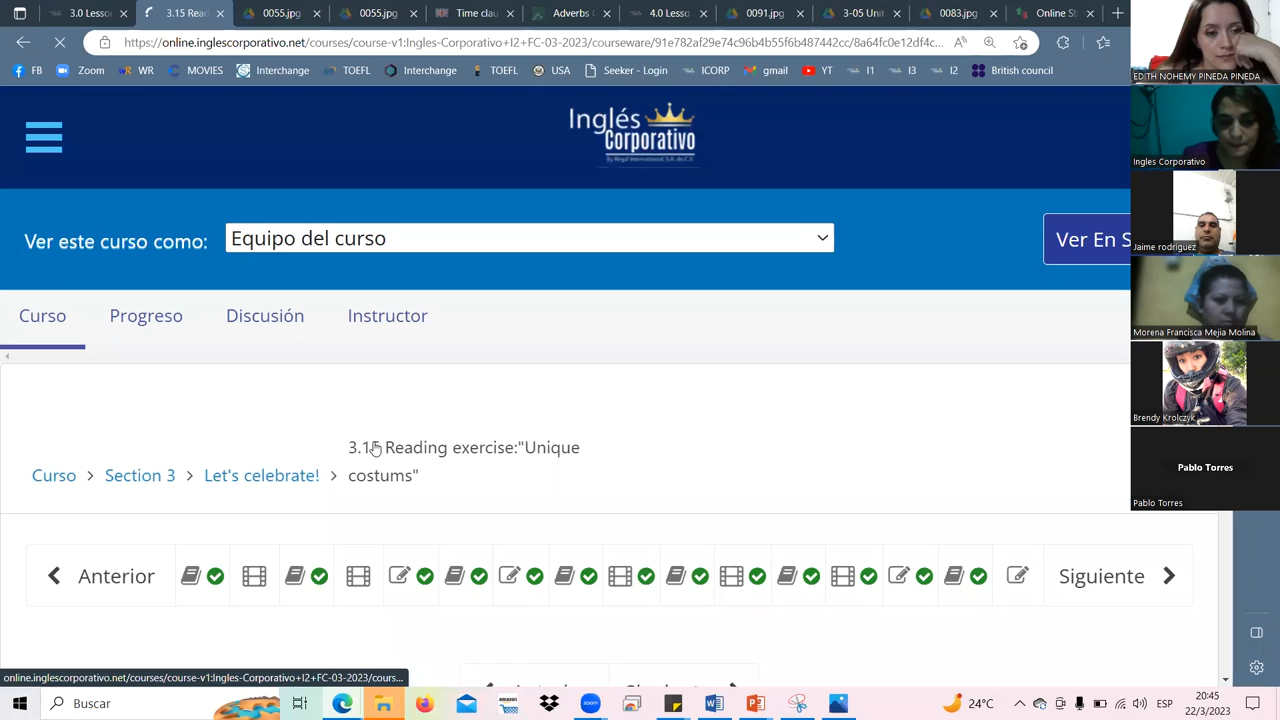 3.0 Lesson
3.15 Read
0055.jpg
0055.jpg
Time clau
Adverbs
4.0 Lesso
0091.jpg
3-05 Unit
0083.jpg
Online St
https://online.inglescorporativo.net/courses/course-v1:Ingles-Corporativo+I2+FC-03-2023/courseware/91e782af29e74c96b4b55f6b487442cc/8a64fc0e12df4c...
FB
Zoom
WR
MOVIES
Interchange
TOEFL
Interchange
TOEFL
USA
Seeker - Login
ICORP
gmail
YT
I1
I3
I2
British council
Inglés
Corporativo
Ver este curso como:
Equipo del curso
Ver En S
Curso
Progreso
Discusión
Instructor
3.15 Reading exercise:"Unique
Curso > Section 3 > Let's celebrate! > costums"
Anterior
Siguiente
online.inglescorporativo.net/courses/course-v1:Ingles-Corporativo+I2+FC-03-2023/cours...
Buscar
24°C
ESP
20:45
22/3/2023
EDITH NOHEMY PINEDA PINEDA
Ingles Corporativo
Jaime rodriguez
Morena Francisca Mejia Molina
Brendy Krolczyk
Pablo Torres
Pablo Torres